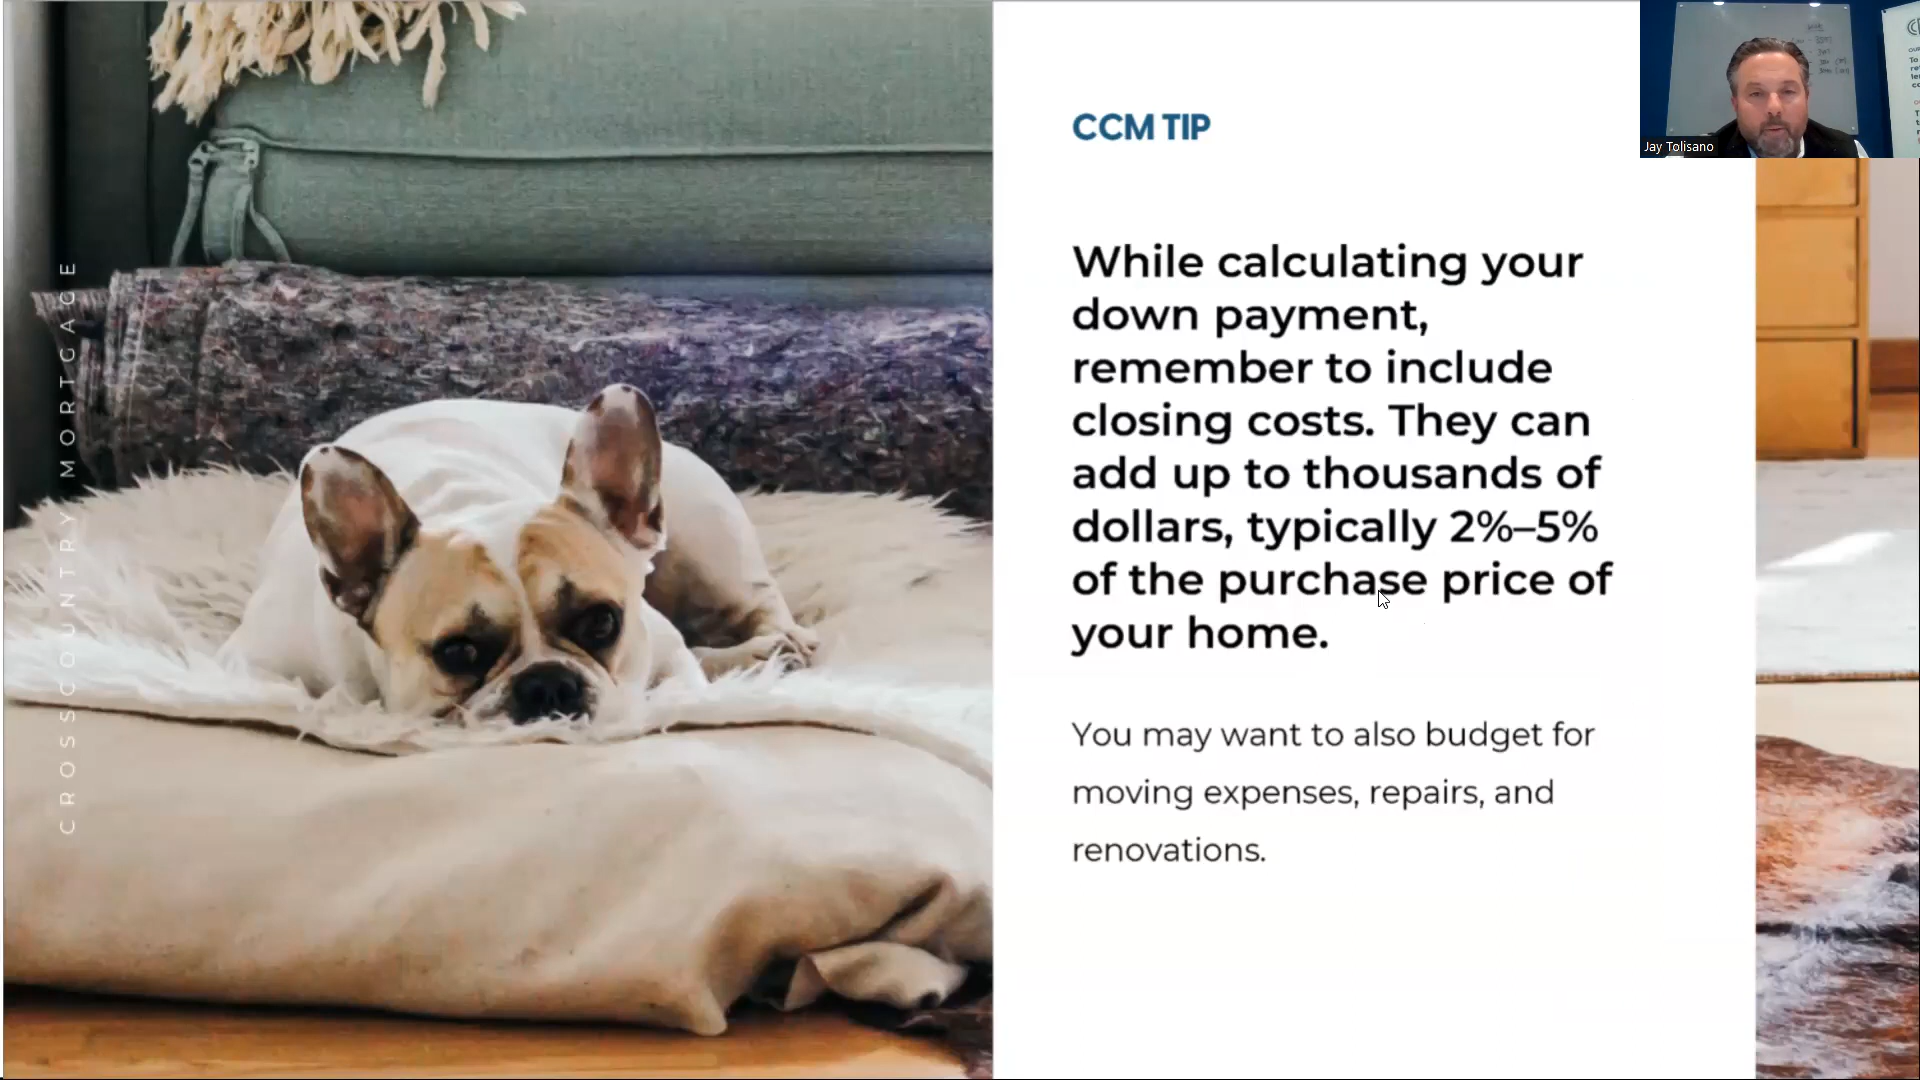 CCM TIP
While calculating your
down payment,
remember to include
closing costs. They can
add up to thousands of
dollars, typically 2%–5%
of the purchase price of
your home.
You may want to also budget for
moving expenses, repairs, and
renovations.
CROSSCOUNTRY MORTGAGE
Jay Tolisano